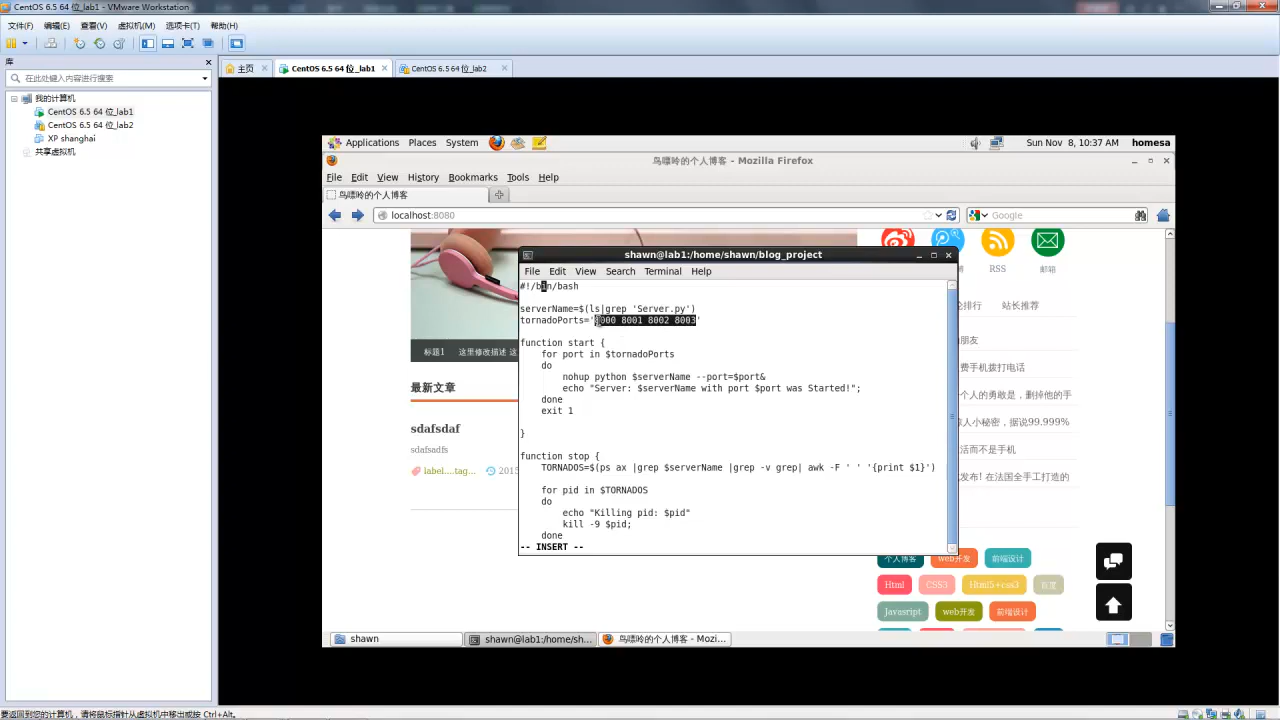 CentOS 6.5 64 位_lab1 - VMware Workstation
文件(F) 编辑(E) 查看(V) 虚拟机(M) 选项卡(T) 帮助(H)
库
在此处键入内容进行搜索
我的计算机
CentOS 6.5 64 位_lab1
CentOS 6.5 64 位_lab2
XP shanghai
共享虚拟机
主页 CentOS 6.5 64 位_lab1 CentOS 6.5 64 位_lab2
Applications Places System Sun Nov 8, 10:37 AM homesa
鸟嘌呤的个人博客 - Mozilla Firefox
File Edit View History Bookmarks Tools Help
鸟嘌呤的个人博客
localhost:8080 Google
RSS 邮箱
站长推荐
标题1
最新文章
sdafsdaf
sdafsadfs
label....tag... 2015
shawn@lab1:/home/shawn/blog_project
File Edit View Search Terminal Help
#!/bin/bash
serverName=$(ls|grep 'Server.py')
tornadoPorts='8000 8001 8002 8003'
function start {
for port in $tornadoPorts
do
nohup python $serverName --port=$port&
echo "Server: $serverName with port $port was Started!";
done
exit 1
}
function stop {
TORNADOS=$(ps ax |grep $serverName |grep -v grep| awk -F ' ' '{print $1}')
for pid in $TORNADOS
do
echo "Killing pid: $pid"
kill -9 $pid;
done
-- INSERT --
费手机拨打电话
个人的勇敢是，删掉他的手
惊人小秘密，据说99.999%
活而不是手机
发布! 在法国全手工打造的
个人博客 web开发 前端设计
Html CSS3 Html5+css3 百度
Javasript web开发 前端设计
shawn shawn@lab1:/home/sh... 鸟嘌呤的个人博客 - Mozi...
要返回到您的计算机，请将鼠标指针从虚拟机中移出或按 Ctrl+Alt。